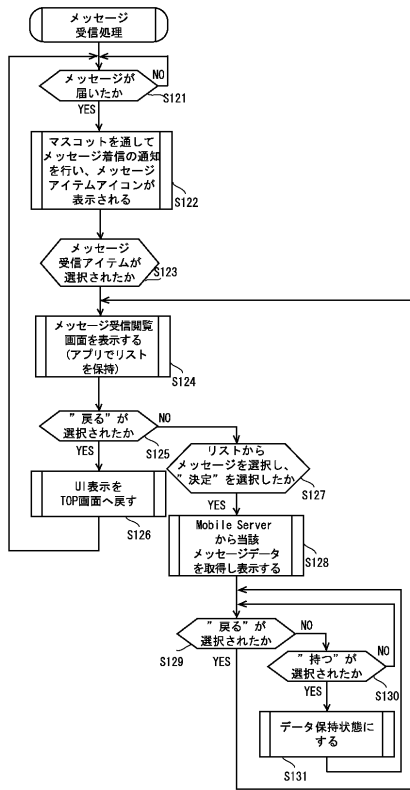 メッセージ
受信処理
メッセージが
届いたか
NO
S121
YES
マスコットを通して
メッセージ着信の通知
を行い、メッセージ
アイテムアイコンが
表示される
S122
メッセージ
受信アイテムが
選択されたか
S123
メッセージ受信閲覧
画面を表示する
(アプリでリスト
を保持)
S124
”戻る”が
選択されたか
NO
S125
YES
UI表示を
TOP画面へ戻す
S126
リストから
メッセージを選択し、
”決定”を選択したか
S127
YES
Mobile Server
から当該
メッセージデータ
を取得し表示する
S128
”戻る”が
選択されたか
NO
S129
YES
”持つ”が
選択されたか
NO
S130
YES
データ保持状態に
する
S131